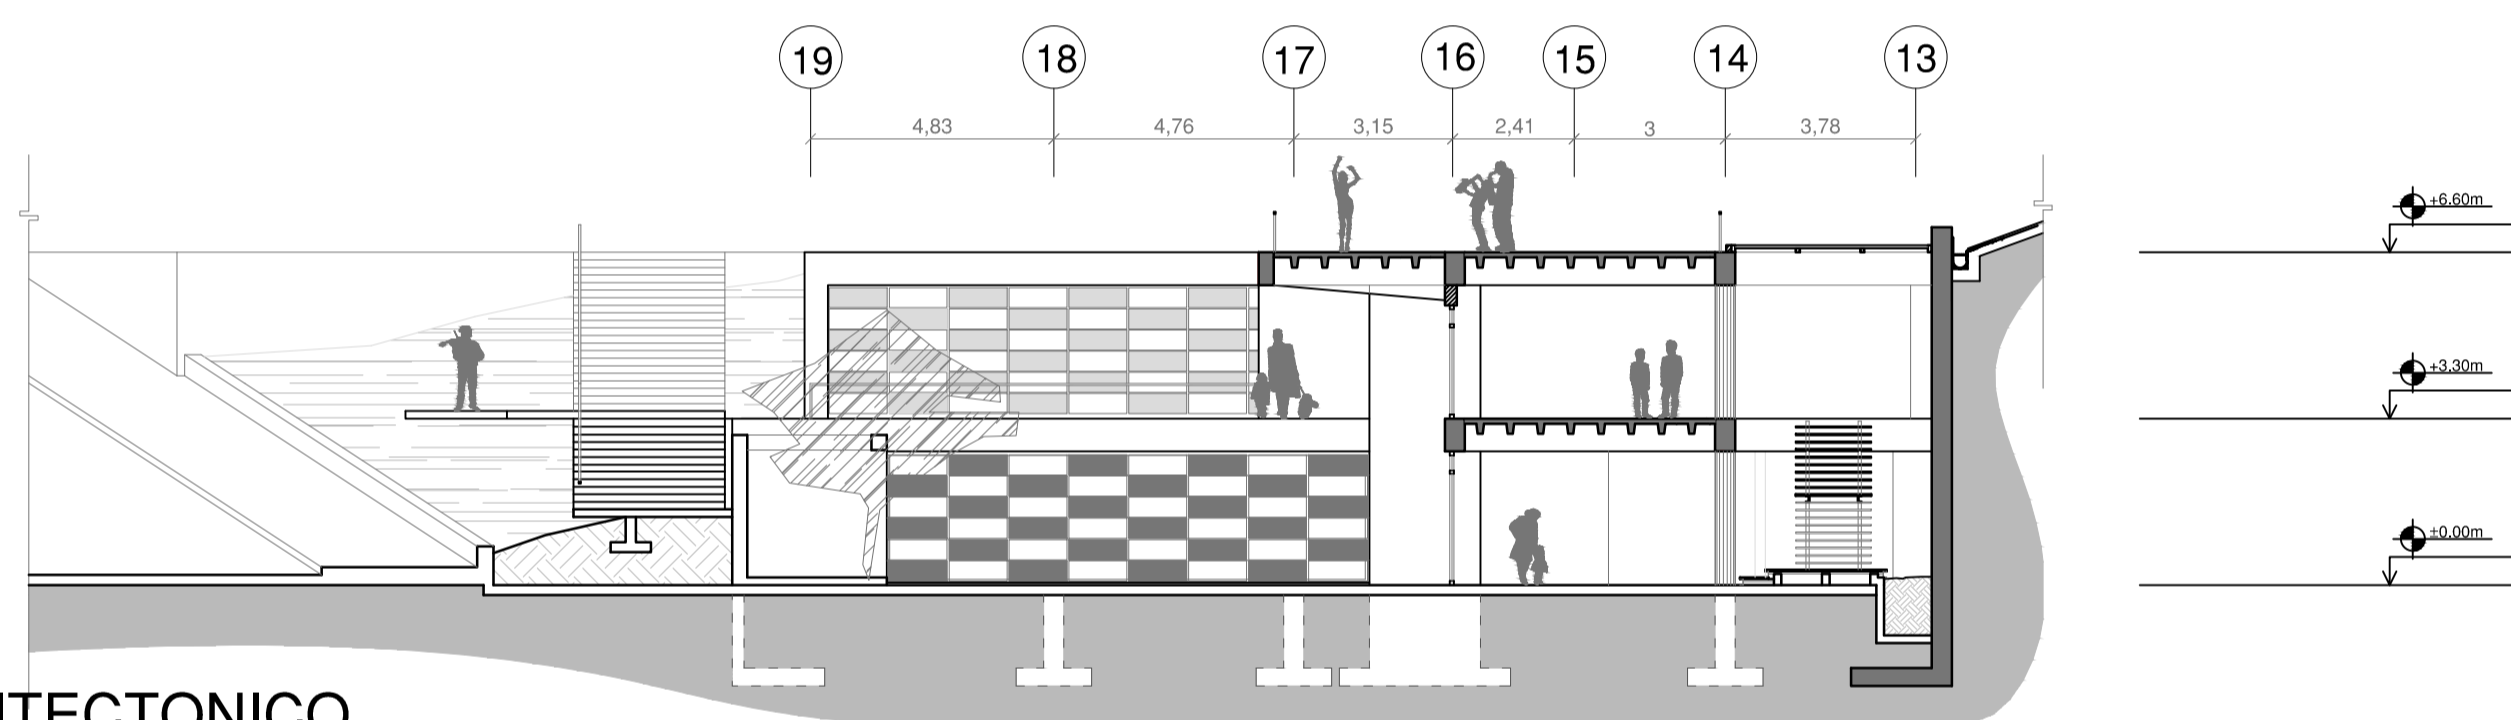 19 18 17 16 15 14 13
4,83 4,76 3,15 2,41 3 3,78
+6.60m
+3.30m
±0.00m
ITECTONICO